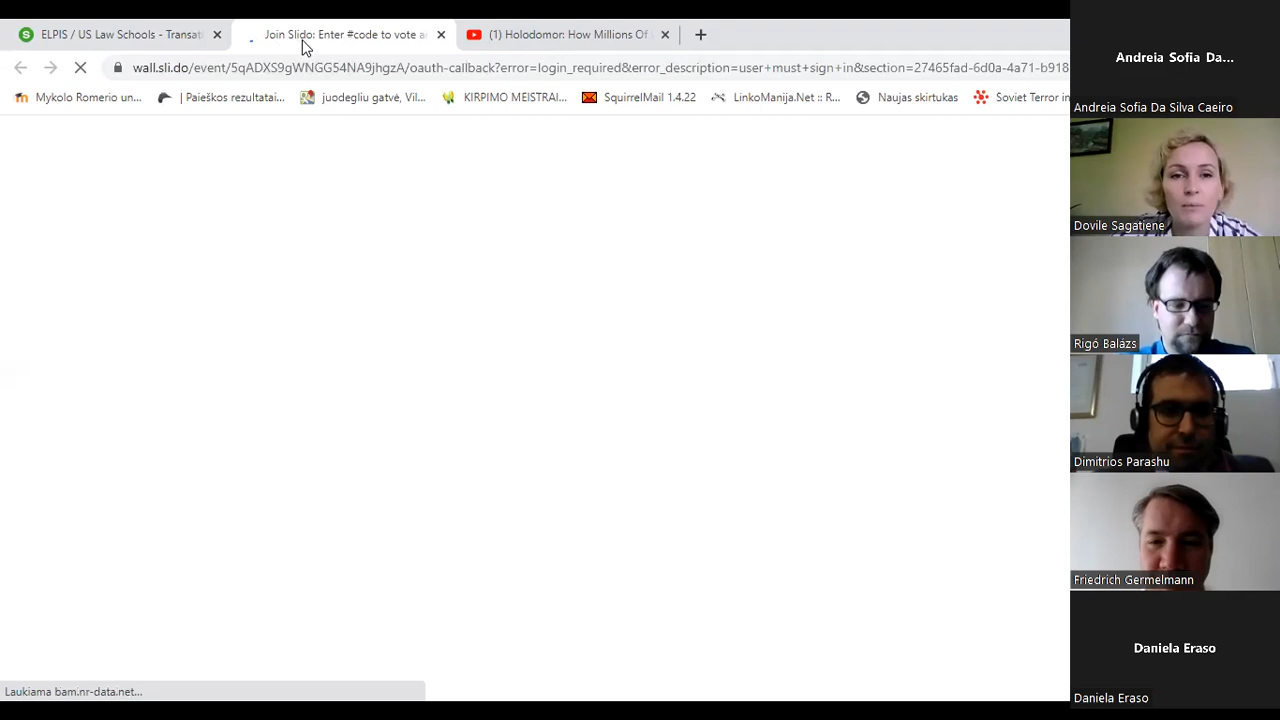 ELPIS / US Law Schools - Transat
Join Slido: Enter #code to vote a
(1) Holodomor: How Millions Of
wall.sli.do/event/5qADXS9gWNGG54NA9jhgzA/oauth-callback?error=login_required&error_description=user+must+sign+in&section=27465fad-6d0a-4a71-b918
Mykolo Romerio un...
| Paieškos rezultatai...
juodegliu gatvė, Vil...
KIRPIMO MEISTRAI...
SquirrelMail 1.4.22
LinkoManija.Net :: R...
Naujas skirtukas
Soviet Terror in
Laukiama bam.nr-data.net...
Andreia Sofia Da...
Andreia Sofia Da Silva Caeiro
Dovile Sagatiene
Rigó Balázs
Dimitrios Parashu
Friedrich Germelmann
Daniela Eraso
Daniela Eraso